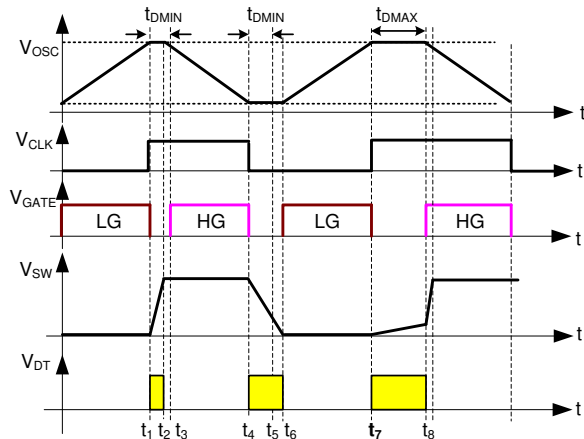 tDMIN tDMIN tDMAX
VOSC
t
VCLK
t
VGATE
LG HG LG HG
t
VSW
t
VDT
t
t1 t2 t3 t4 t5 t6 t7 t8